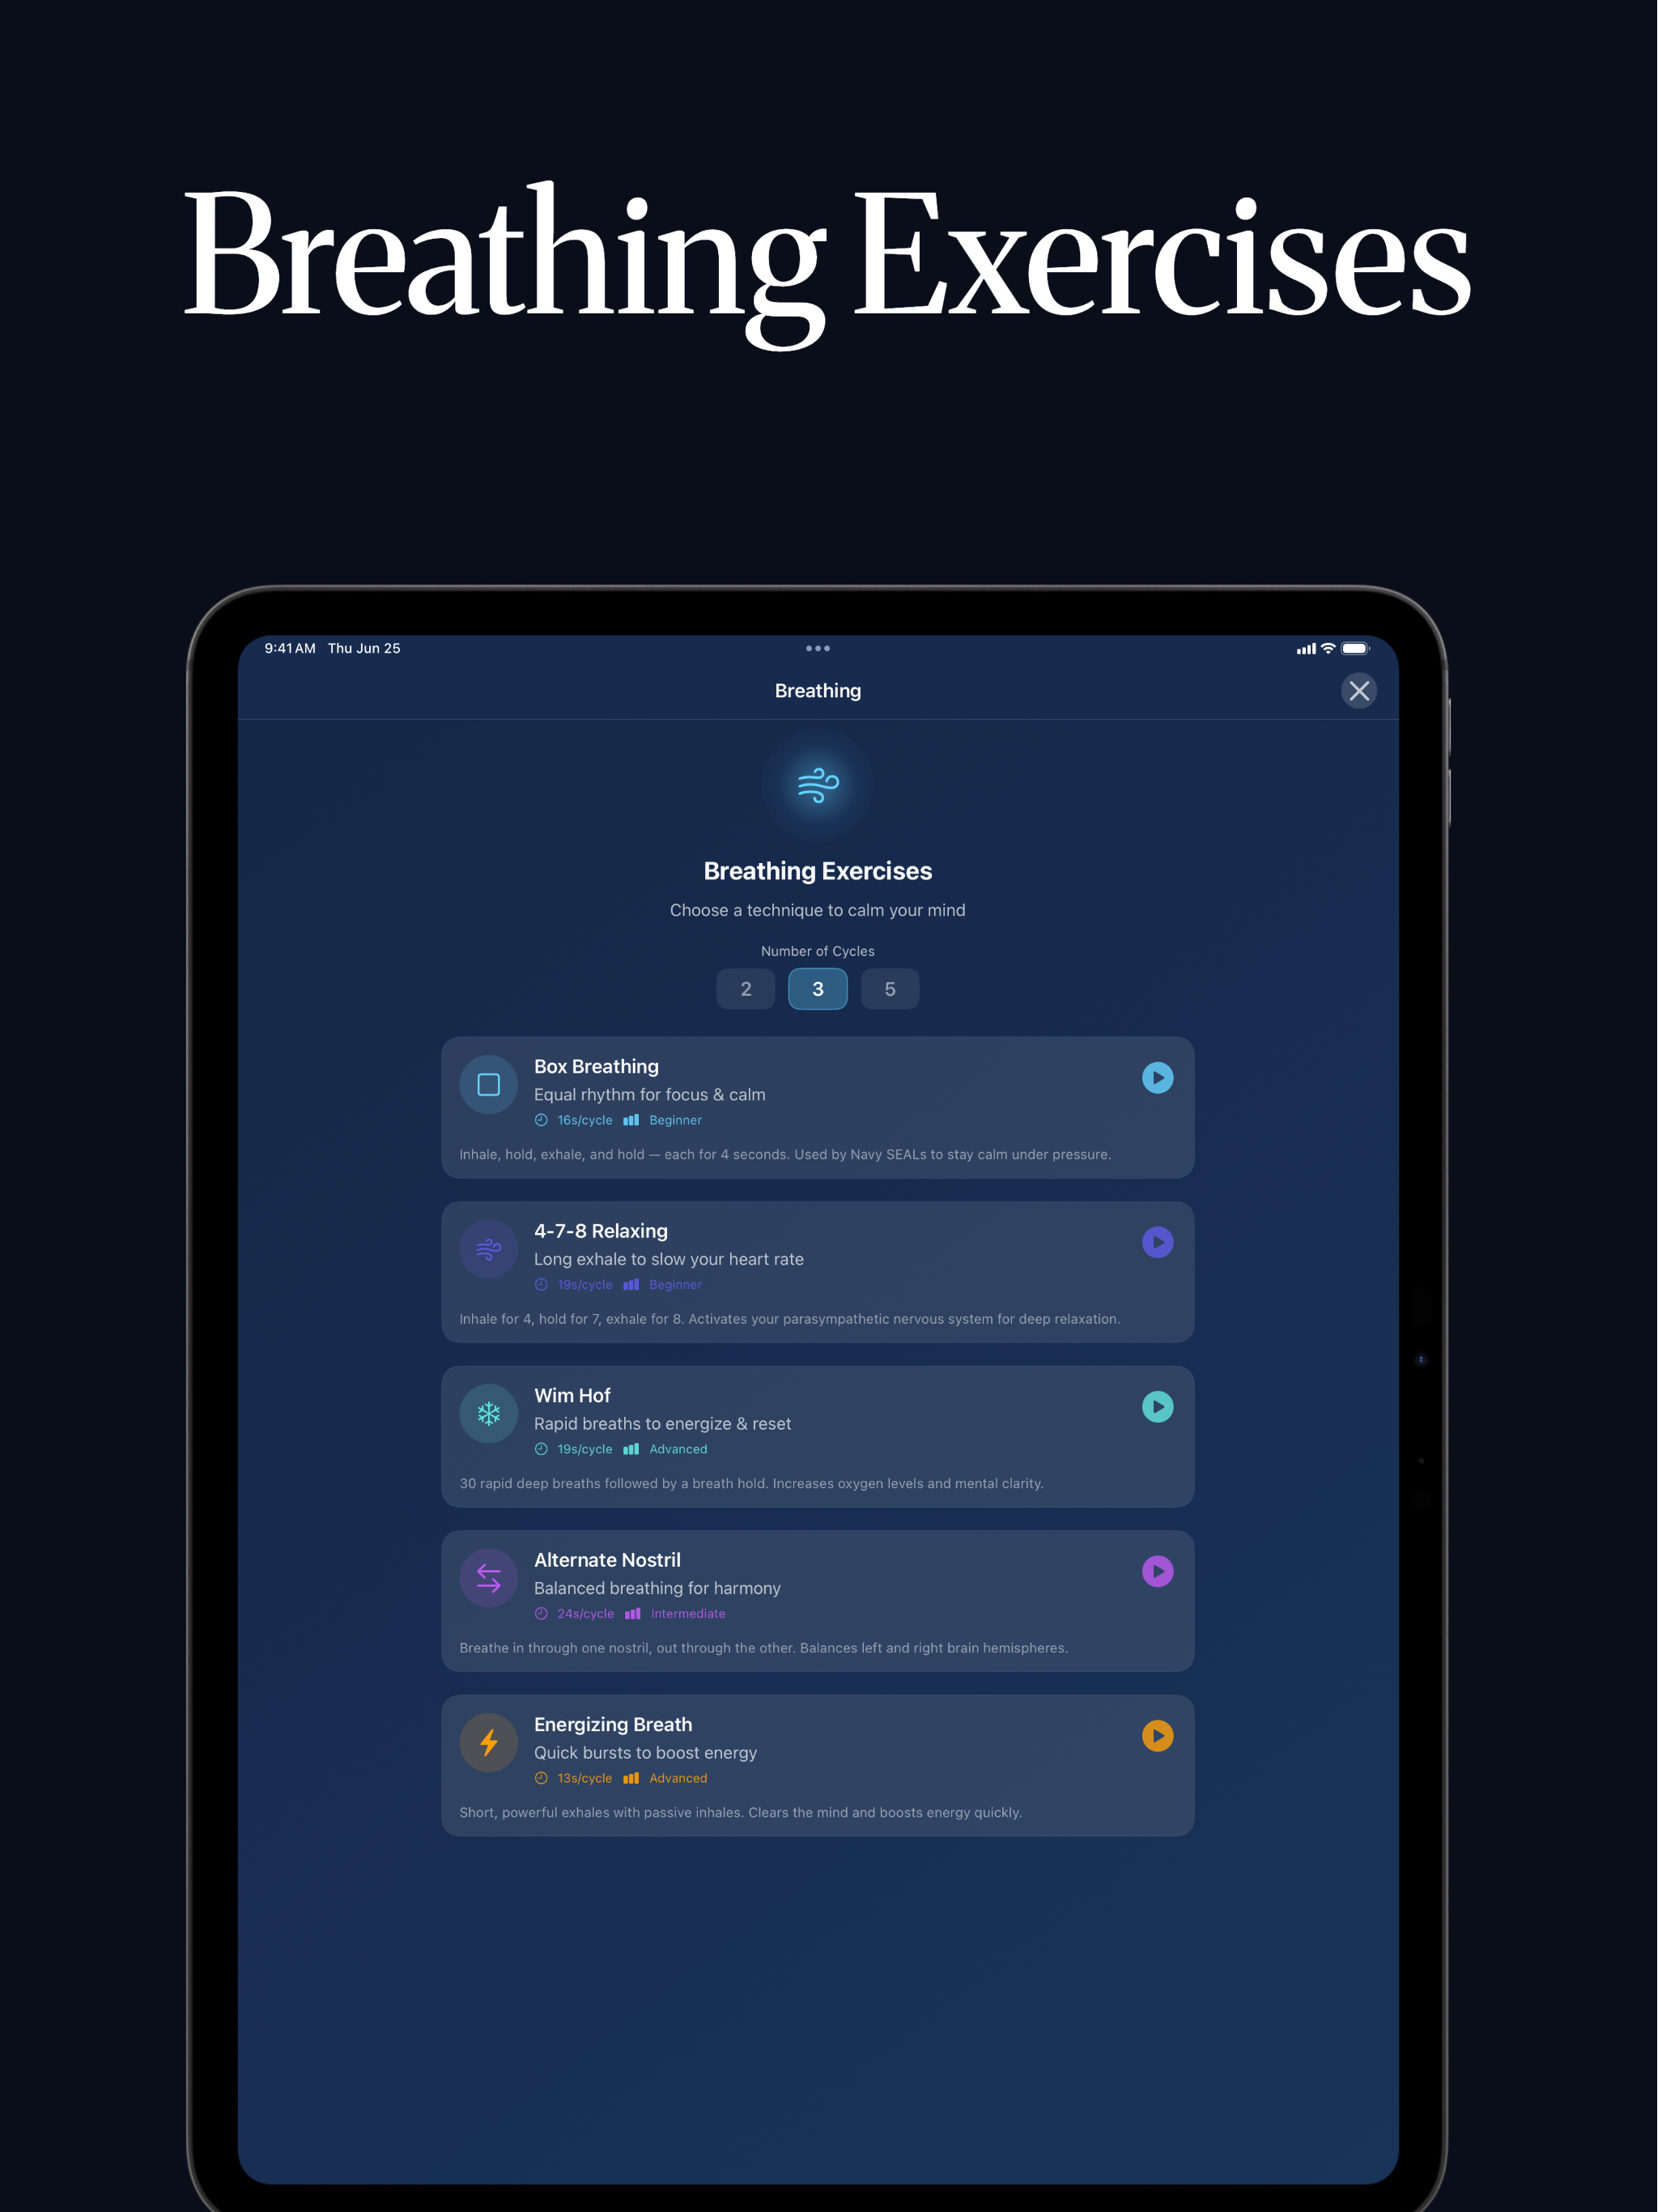 Breathing Exercises
9:41 AM Thu Jun 25
Breathing
Breathing Exercises
Choose a technique to calm your mind
Number of Cycles
2 3 5
Box Breathing
Equal rhythm for focus & calm
16s/cycle Beginner
Inhale, hold, exhale, and hold — each for 4 seconds. Used by Navy SEALs to stay calm under pressure.
4-7-8 Relaxing
Long exhale to slow your heart rate
19s/cycle Beginner
Inhale for 4, hold for 7, exhale for 8. Activates your parasympathetic nervous system for deep relaxation.
Wim Hof
Rapid breaths to energize & reset
19s/cycle Advanced
30 rapid deep breaths followed by a breath hold. Increases oxygen levels and mental clarity.
Alternate Nostril
Balanced breathing for harmony
24s/cycle Intermediate
Breathe in through one nostril, out through the other. Balances left and right brain hemispheres.
Energizing Breath
Quick bursts to boost energy
13s/cycle Advanced
Short, powerful exhales with passive inhales. Clears the mind and boosts energy quickly.